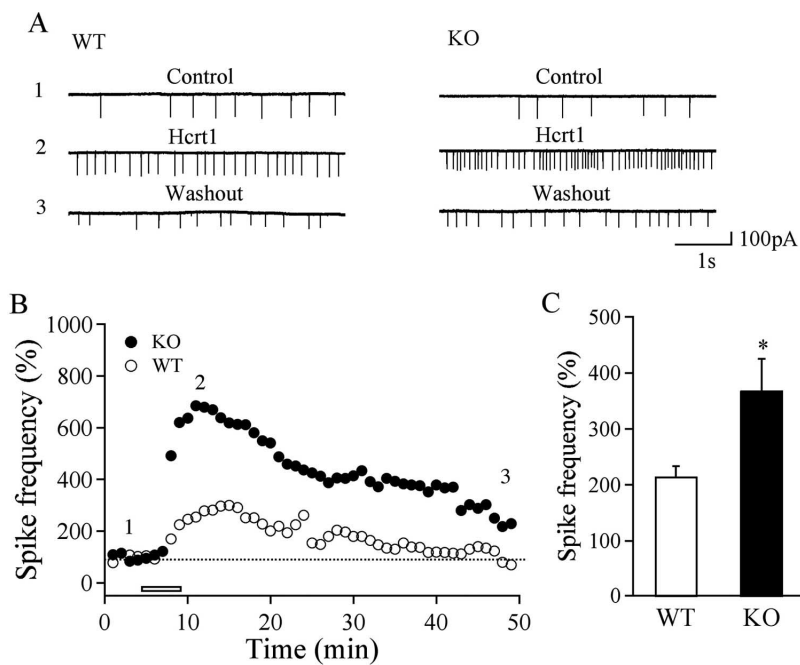 A
WT
KO
1
Control
Control
2
Hcrt1
Hcrt1
3
Washout
Washout
100pA
1s
B
Spike frequency (%)
1000
800
600
400
200
0
KO
WT
1
2
3
0
10
20
30
40
50
Time (min)
C
Spike frequency (%)
500
400
300
200
100
0
*
WT
KO